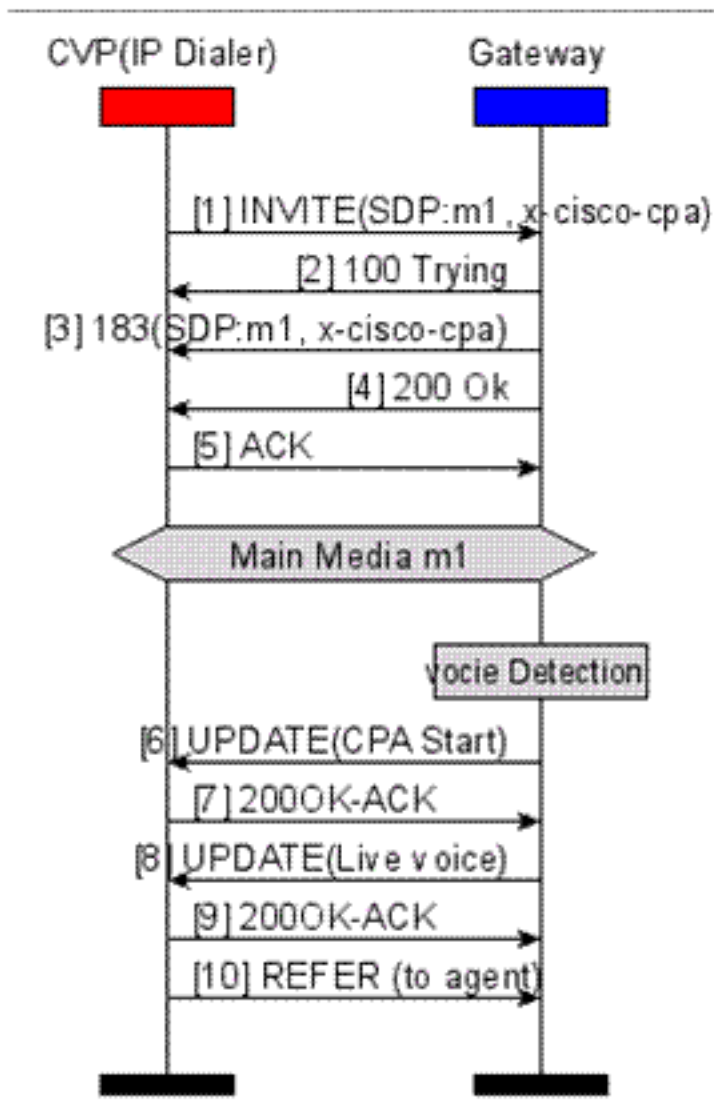 CVP(IP Dialer)
Gateway
[1] INVITE(SDP:m1, x-cisco-cpa)
[2] 100 Trying
[3] 183(SDP:m1, x-cisco-cpa)
[4] 200 Ok
[5] ACK
Main Media m1
vocie Detection
[6] UPDATE(CPA Start)
[7] 200OK-ACK
[8] UPDATE(Live voice)
[9] 200OK-ACK
[10] REFER (to agent)